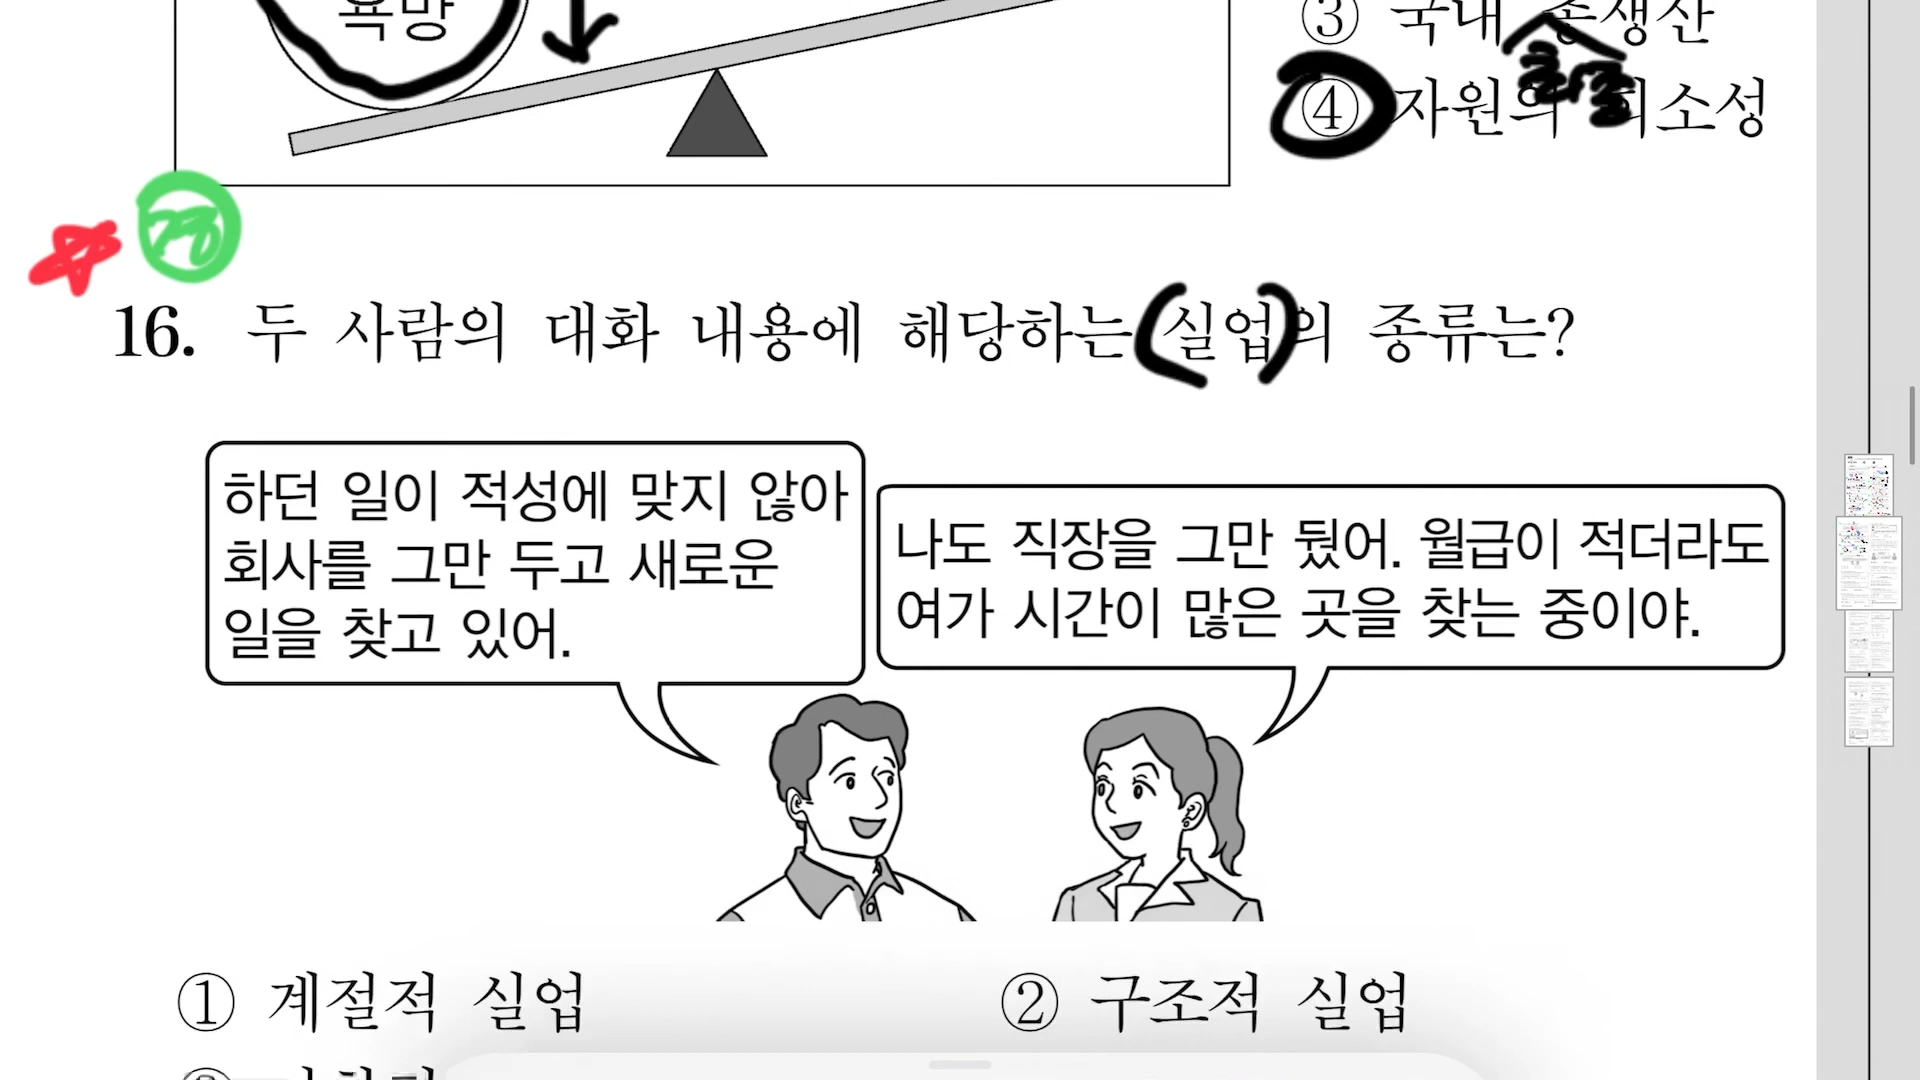 욕망
③ 국내 총생산
④ 자원의 희소성
16. 두 사람의 대화 내용에 해당하는 실업의 종류는?
하던 일이 적성에 맞지 않아
회사를 그만 두고 새로운
일을 찾고 있어.
나도 직장을 그만 뒀어. 월급이 적더라도
여가 시간이 많은 곳을 찾는 중이야.
① 계절적 실업
② 구조적 실업